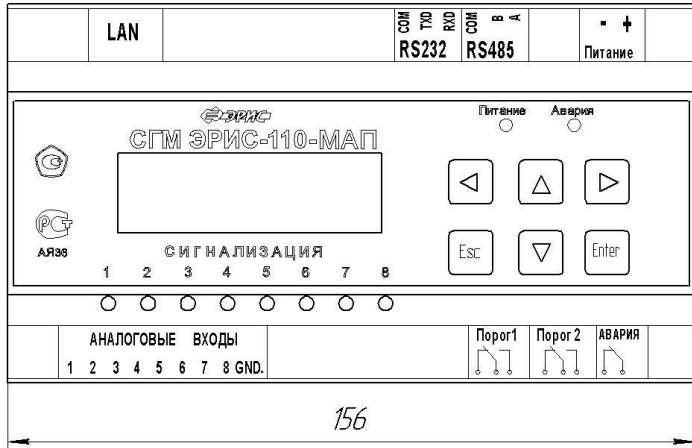 LAN
COM TXD RXD
COM B A
RS232 RS485
- +
Питание
ЭРИС
СГМ ЭРИС-110-МАП
Питание Авария
АЯ36
СИГНАЛИЗАЦИЯ
1 2 3 4 5 6 7 8
Esc
Enter
АНАЛОГОВЫЕ ВХОДЫ
1 2 3 4 5 6 7 8 GND.
Порог1 Порог 2 АВАРИЯ
156